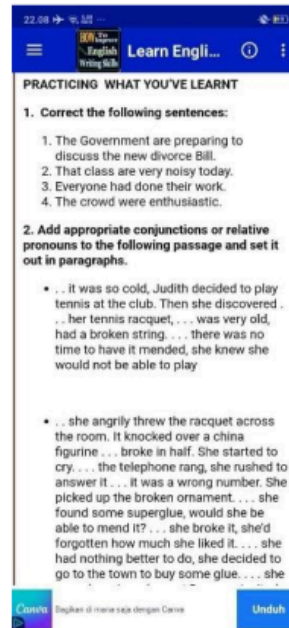 22.08
HOW To
Improve
English
Writing Skills
Learn Engli...
PRACTICING WHAT YOU'VE LEARNT
1. Correct the following sentences:
1. The Government are preparing to
discuss the new divorce Bill.
2. That class are very noisy today.
3. Everyone had done their work.
4. The crowd were enthusiastic.
2. Add appropriate conjunctions or relative
pronouns to the following passage and set it
out in paragraphs.
• . . it was so cold, Judith decided to play
tennis at the club. Then she discovered .
. . her tennis racquet, . . . was very old,
had a broken string. . . . there was no
time to have it mended, she knew she
would not be able to play
• . . she angrily threw the racquet across
the room. It knocked over a china
figurine . . . broke in half. She started to
cry. . . . the telephone rang, she rushed to
answer it . . . it was a wrong number. She
picked up the broken ornament. . . . she
found some superglue, would she be
able to mend it? . . . she broke it, she'd
forgotten how much she liked it. . . . she
had nothing better to do, she decided to
go to the town to buy some glue. . . . she
Canva
Bagikan di mana saja dengan Canva
Unduh